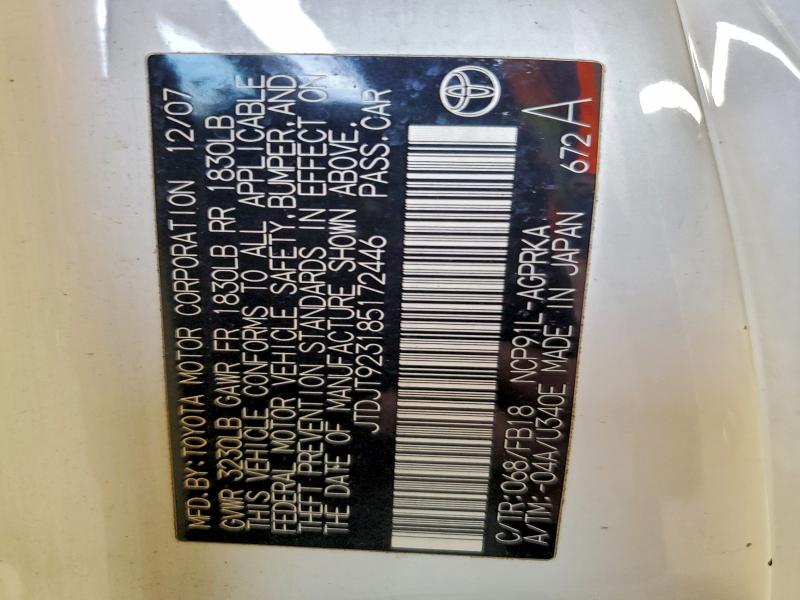 MFD.BY:TOYOTA MOTOR CORPORATION 12/07
GVWR 3230LB GAWR FR 1830LB RR 1830LB
THIS VEHICLE CONFORMS TO ALL APPLICABLE
FEDERAL MOTOR VEHICLE SAFETY,BUMPER,AND
THEFT PREVENTION STANDARDS IN EFFECT ON
THE DATE OF MANUFACTURE SHOWN ABOVE.
JTDJT923185172446 PASS.CAR
C/TR:068/FB18 NCP91L-AGPRKA 672A
A/TM:-04A/U340E MADE IN JAPAN